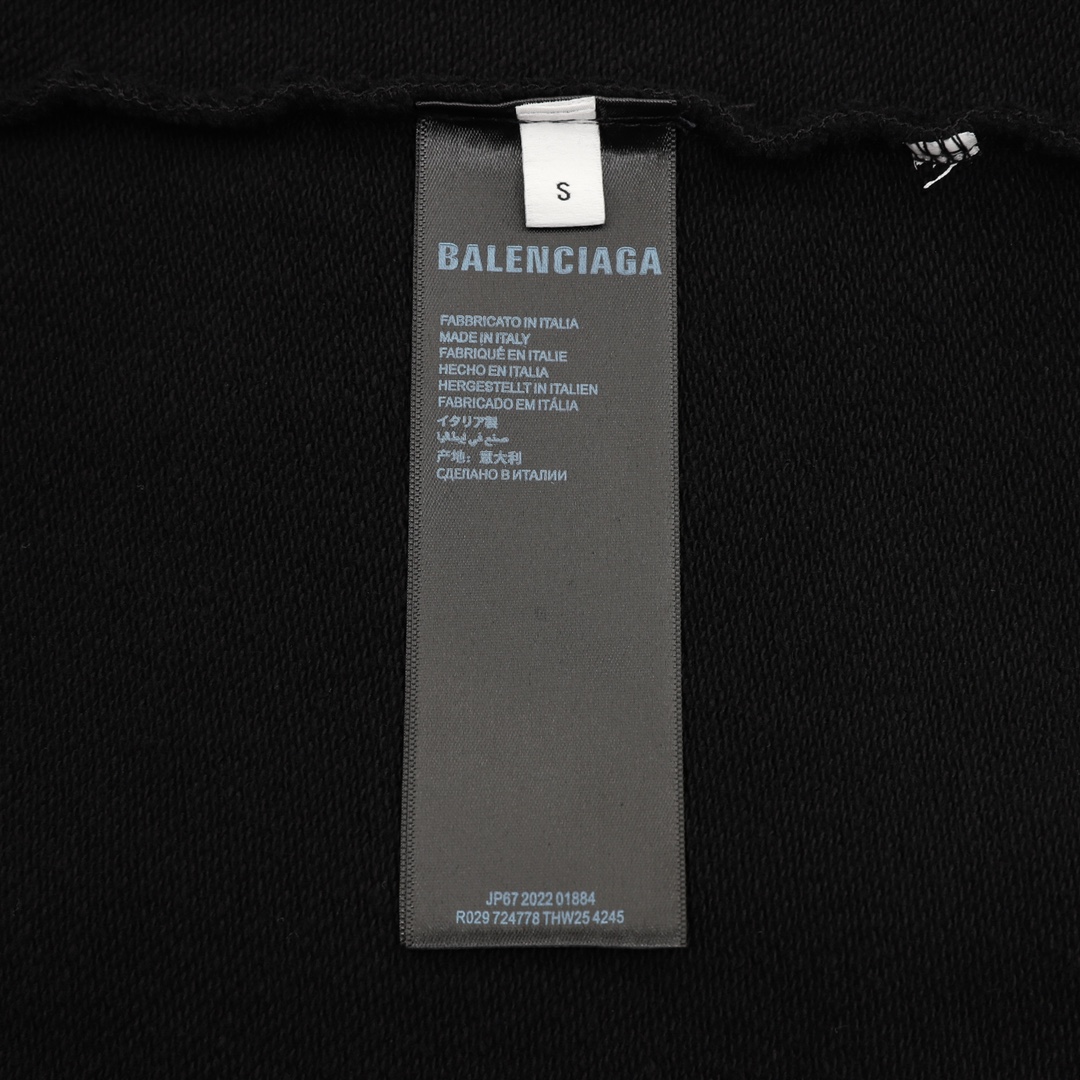 S
BALENCIAGA
FABBRICATO IN ITALIA
MADE IN ITALY
FABRIQUÉ EN ITALIE
HECHO EN ITALIA
HERGESTELLT IN ITALIEN
FABRICADO EM ITÁLIA
イタリア製
صنع في إيطاليا
产地：意大利
СДЕЛАНО В ИТАЛИИ
JP67 2022 01884
R029 724778 THW25 4245